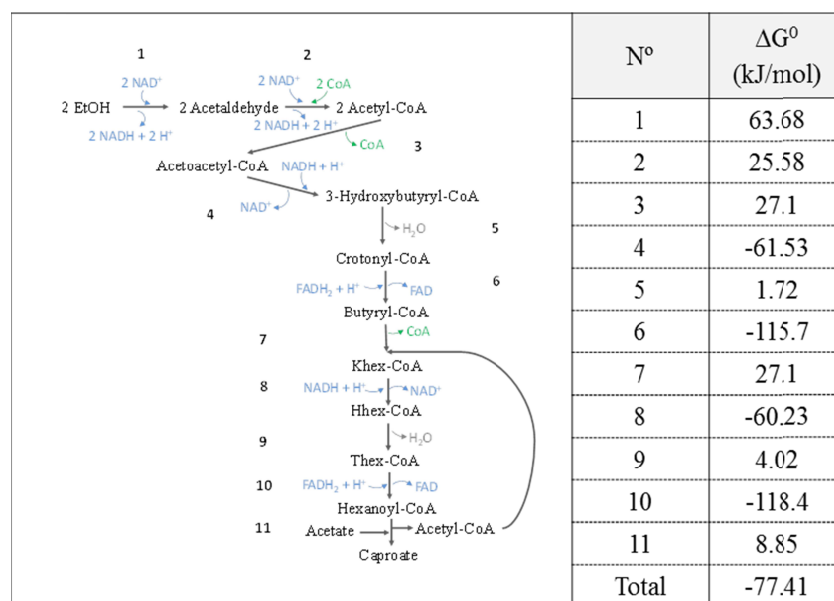 1
2
2 NAD⁺
2 NAD⁺
2 CoA
2 EtOH
2 Acetaldehyde
2 Acetyl-CoA
2 NADH + 2 H⁺
2 NADH + 2 H⁺
CoA
3
Acetoacetyl-CoA
NADH + H⁺
3-Hydroxybutyryl-CoA
4
NAD⁺
H₂O
5
Crotonyl-CoA
FADH₂ + H⁺
FAD
6
Butyryl-CoA
7
CoA
Khex-CoA
8
NADH + H⁺
NAD⁺
Hhex-CoA
9
H₂O
Thex-CoA
10
FADH₂ + H⁺
FAD
Hexanoyl-CoA
11
Acetate
Acetyl-CoA
Caproate
Nº ΔG⁰ (kJ/mol)
1 63.68
2 25.58
3 27.1
4 -61.53
5 1.72
6 -115.7
7 27.1
8 -60.23
9 4.02
10 -118.4
11 8.85
Total -77.41